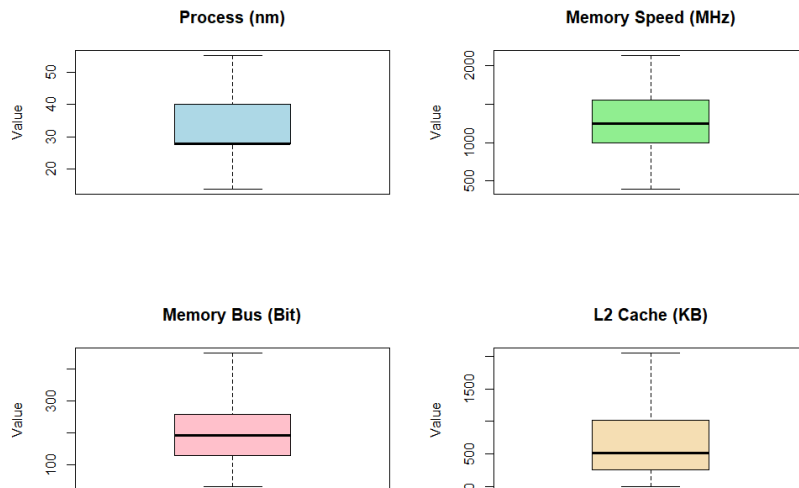 Process (nm)
Value
50
40
30
20
Memory Speed (MHz)
Value
2000
1000
500
Memory Bus (Bit)
Value
300
100
L2 Cache (KB)
Value
1500
500